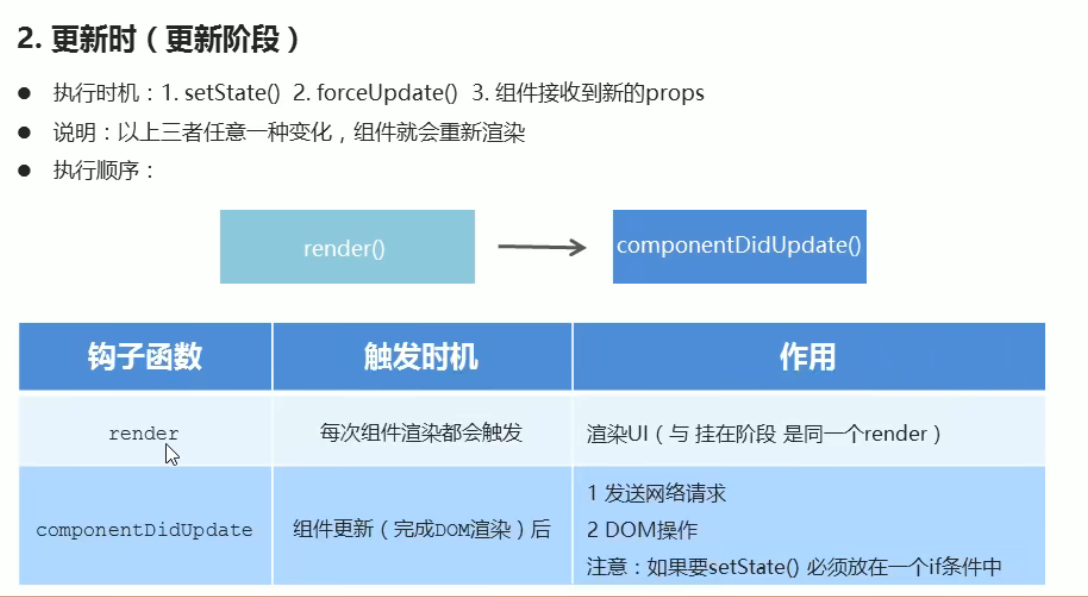 2. 更新时（更新阶段）
● 执行时机：1. setState() 2. forceUpdate() 3. 组件接收到新的props
● 说明：以上三者任意一种变化，组件就会重新渲染
● 执行顺序：
render()
componentDidUpdate()
钩子函数 触发时机 作用
render 每次组件渲染都会触发 渲染UI（与 挂在阶段 是同一个render）
componentDidUpdate 组件更新（完成DOM渲染）后
1 发送网络请求
2 DOM操作
注意：如果要setState() 必须放在一个if条件中